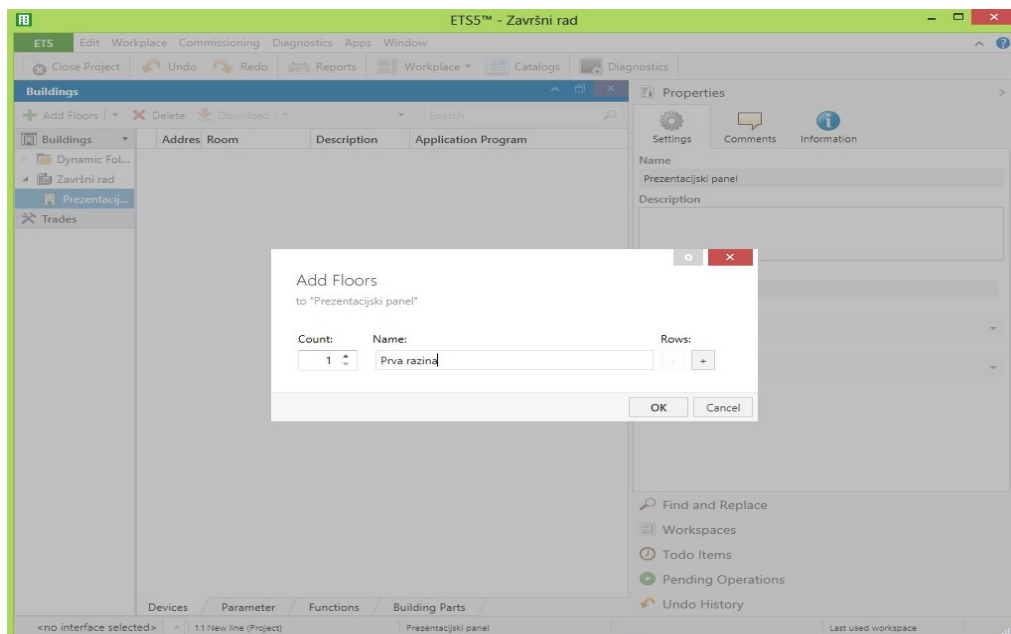 ETS5™ - Završni rad
ETS Edit Workplace Commissioning Diagnostics Apps Window
Close Project Undo Redo Reports Workplace Catalogs Diagnostics
Buildings
Add Floors Delete Download Search
Buildings Addres Room Description Application Program
Dynamic Fol...
Završni rad
Prezentacij...
Trades
Properties
Settings Comments Information
Name
Prezentacijski panel
Description
Add Floors
to "Prezentacijski panel"
Count: Name: Rows:
1 Prva razina - +
OK Cancel
Find and Replace
Workspaces
Todo Items
Pending Operations
Undo History
Devices Parameter Functions Building Parts
<no interface selected> 1.1 New line (Project) Prezentacijski panel Last used workspace